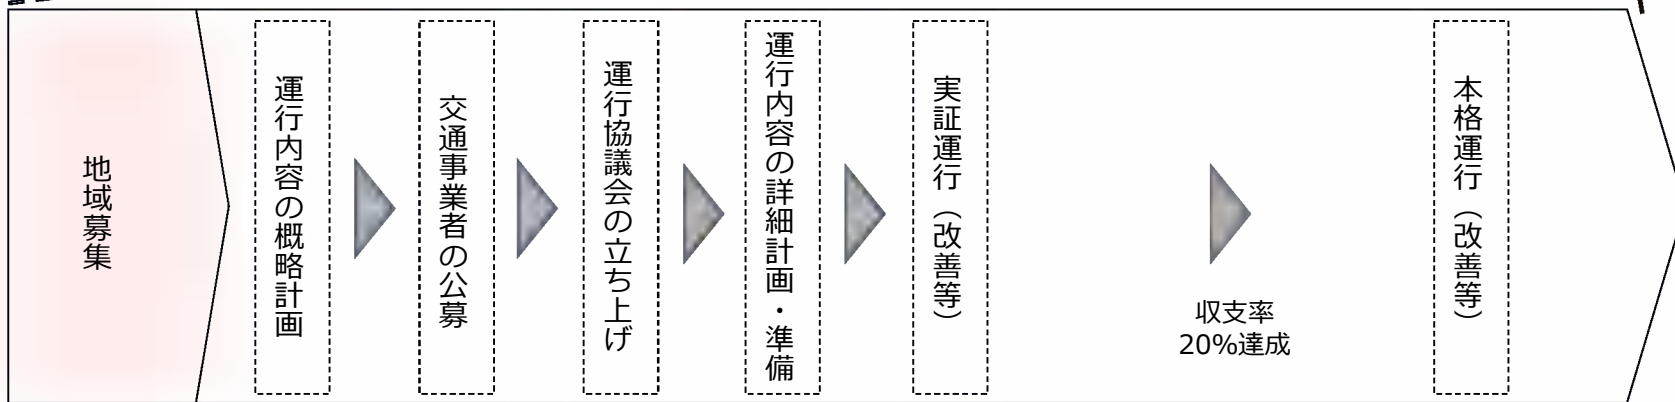 地域募集
運行内容の概略計画
交通事業者の公募
運行協議会の立ち上げ
運行内容の詳細計画・準備
実証運行（改善等）
収支率
20%達成
本格運行（改善等）